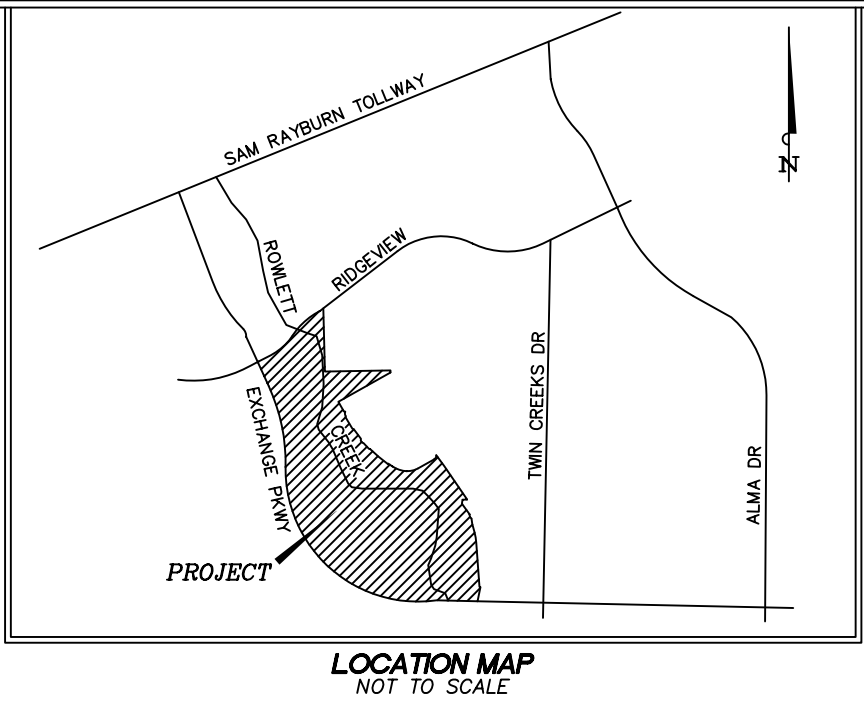 SAM RAYBURN TOLLWAY
N
ROWLETT
RIDGEVIEW
TWIN CREEKS DR
EXCHANGE PKWY
CREEK
ALMA DR
PROJECT
LOCATION MAP
NOT TO SCALE